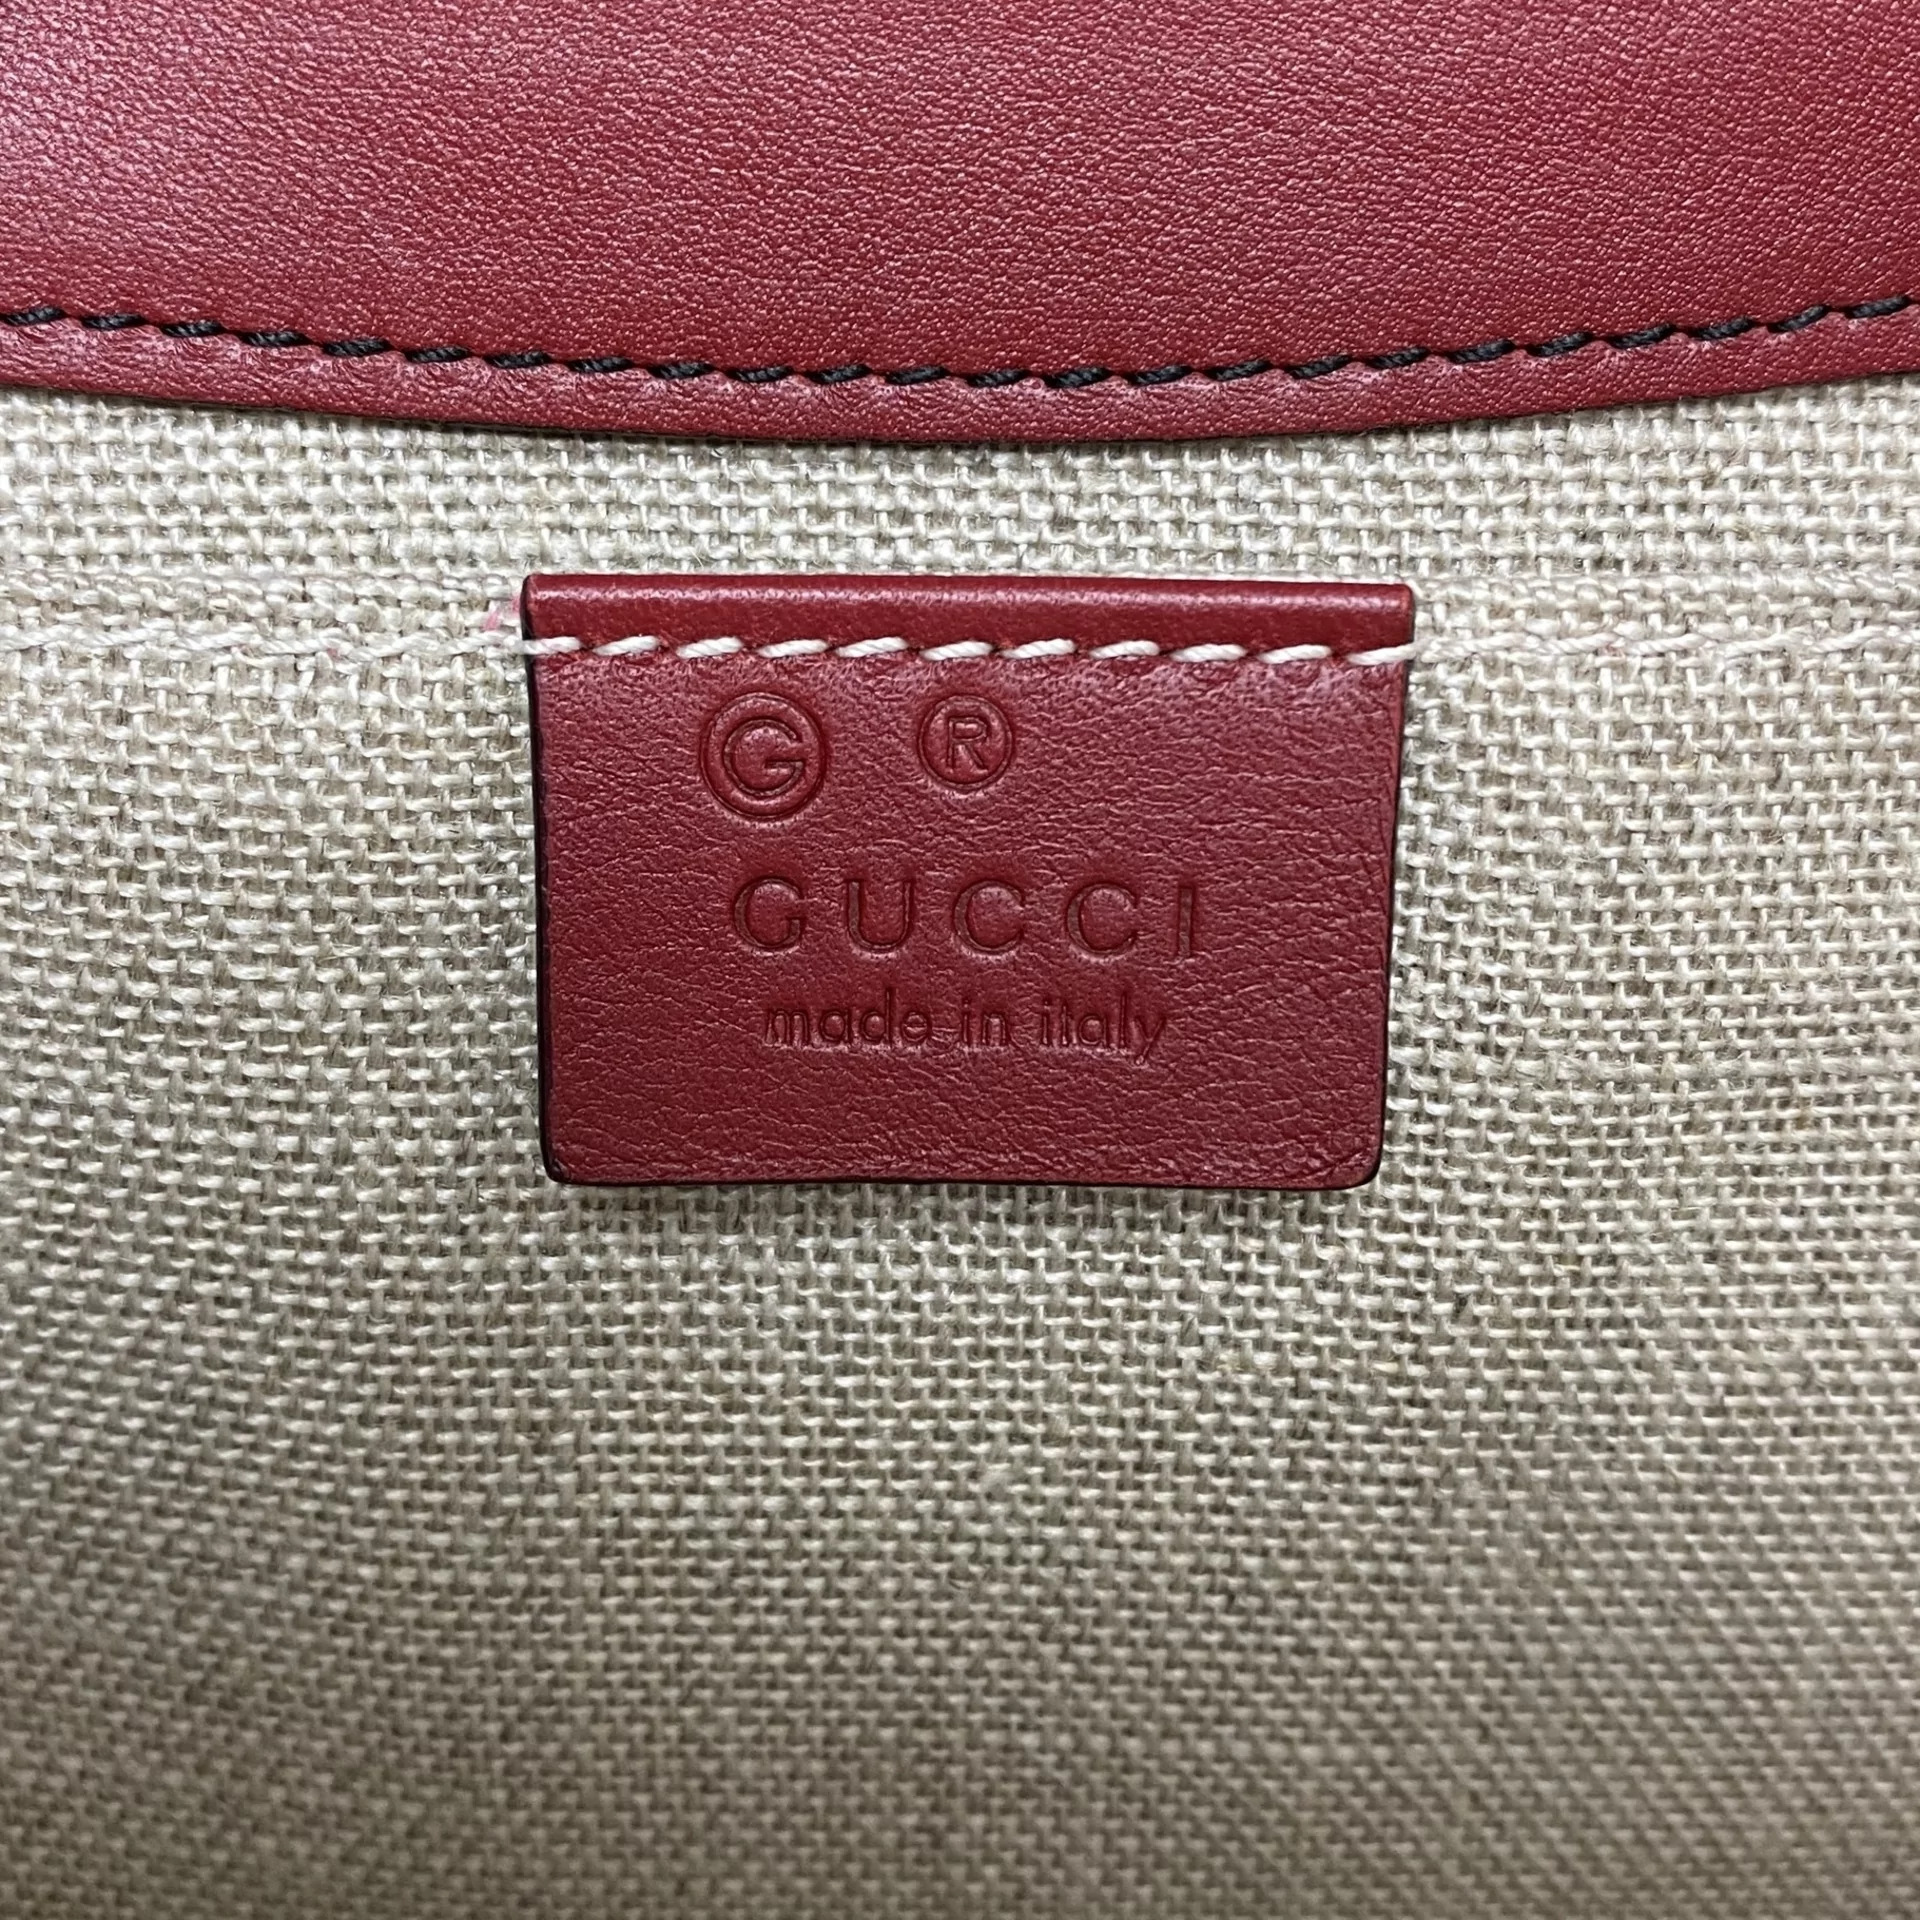 Ⓖ ®
GUCCI
made in italy